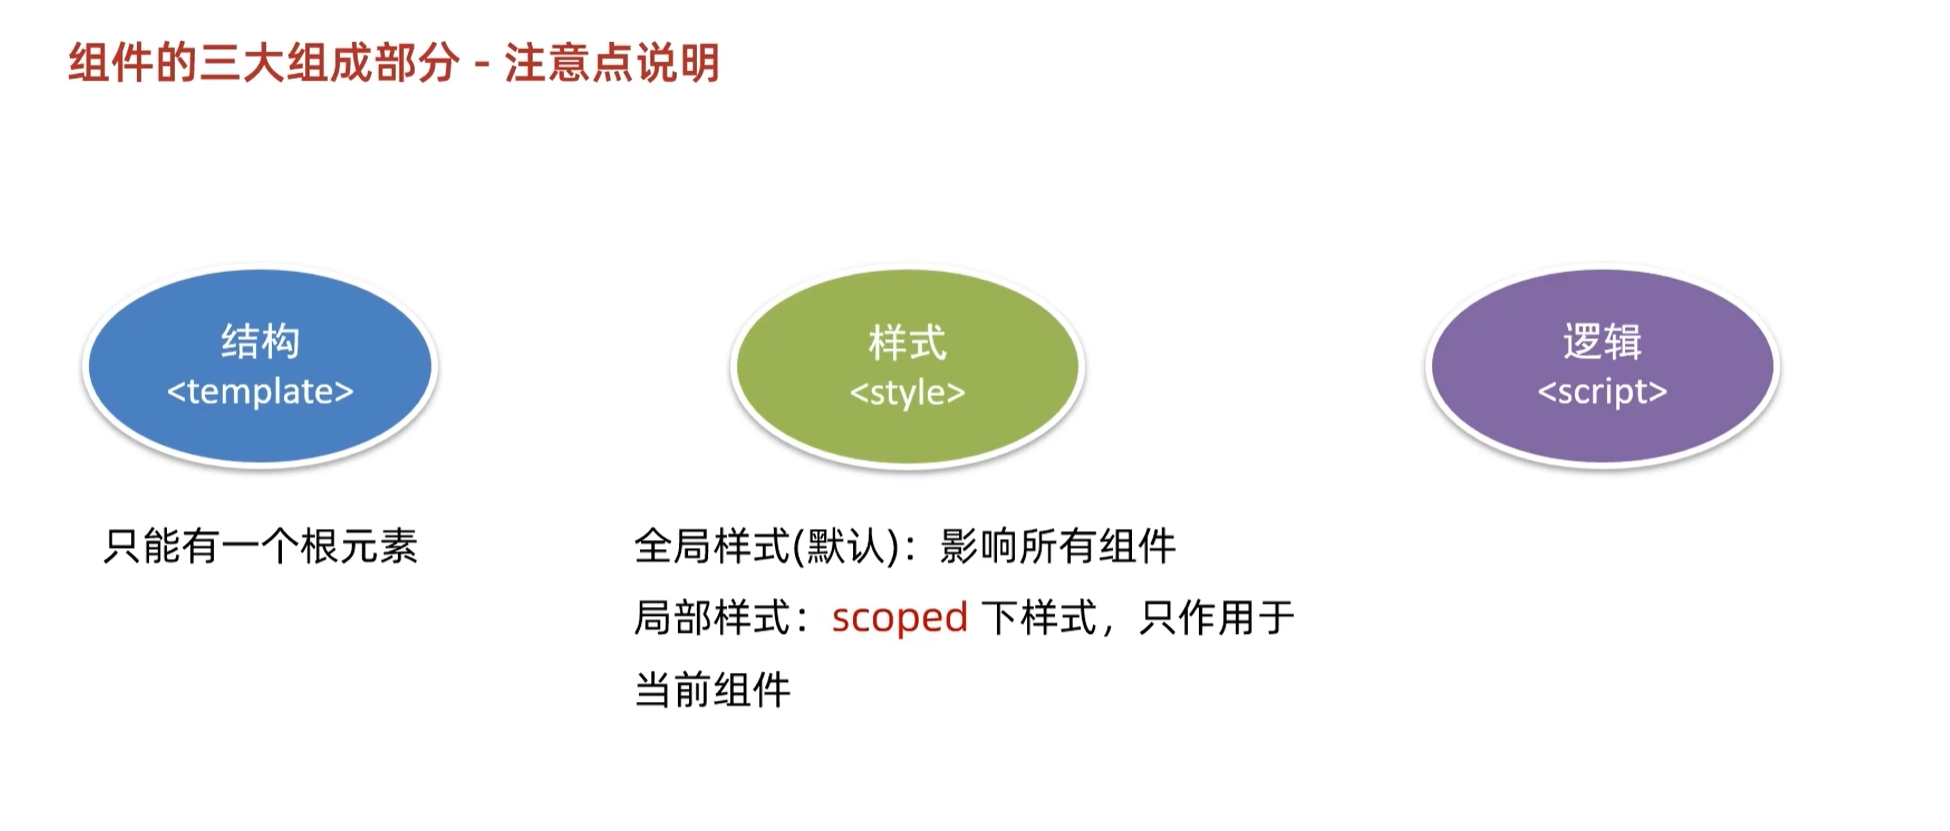 组件的三大组成部分 - 注意点说明
结构
<template>
样式
<style>
逻辑
<script>
只能有一个根元素
全局样式(默认)：影响所有组件
局部样式：scoped 下样式，只作用于
当前组件